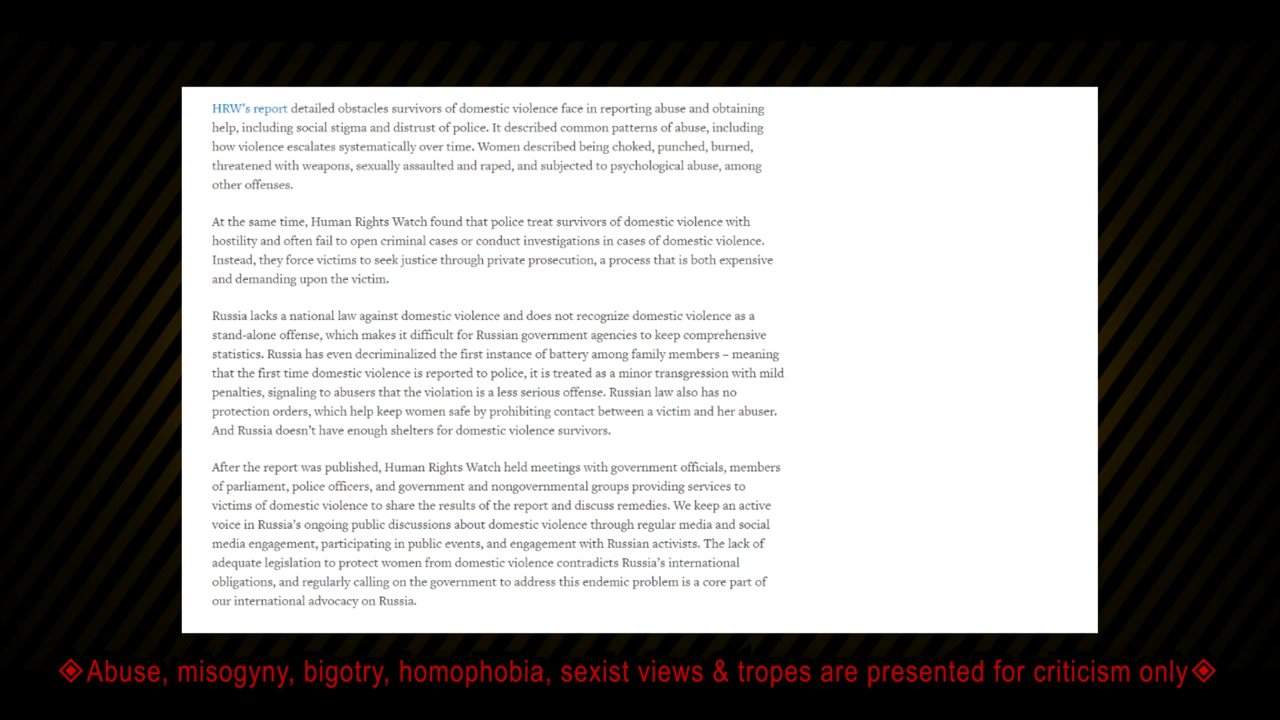 HRW's report detailed obstacles survivors of domestic violence face in reporting abuse and obtaining
help, including social stigma and distrust of police. It described common patterns of abuse, including
how violence escalates systematically over time. Women described being choked, punched, burned,
threatened with weapons, sexually assaulted and raped, and subjected to psychological abuse, among
other offenses.
At the same time, Human Rights Watch found that police treat survivors of domestic violence with
hostility and often fail to open criminal cases or conduct investigations in cases of domestic violence.
Instead, they force victims to seek justice through private prosecution, a process that is both expensive
and demanding upon the victim.
Russia lacks a national law against domestic violence and does not recognize domestic violence as a
stand-alone offense, which makes it difficult for Russian government agencies to keep comprehensive
statistics. Russia has even decriminalized the first instance of battery among family members – meaning
that the first time domestic violence is reported to police, it is treated as a minor transgression with mild
penalties, signaling to abusers that the violation is a less serious offense. Russian law also has no
protection orders, which help keep women safe by prohibiting contact between a victim and her abuser.
And Russia doesn't have enough shelters for domestic violence survivors.
After the report was published, Human Rights Watch held meetings with government officials, members
of parliament, police officers, and government and nongovernmental groups providing services to
victims of domestic violence to share the results of the report and discuss remedies. We keep an active
voice in Russia's ongoing public discussions about domestic violence through regular media and social
media engagement, participating in public events, and engagement with Russian activists. The lack of
adequate legislation to protect women from domestic violence contradicts Russia's international
obligations, and regularly calling on the government to address this endemic problem is a core part of
our international advocacy on Russia.
◈Abuse, misogyny, bigotry, homophobia, sexist views & tropes are presented for criticism only◈